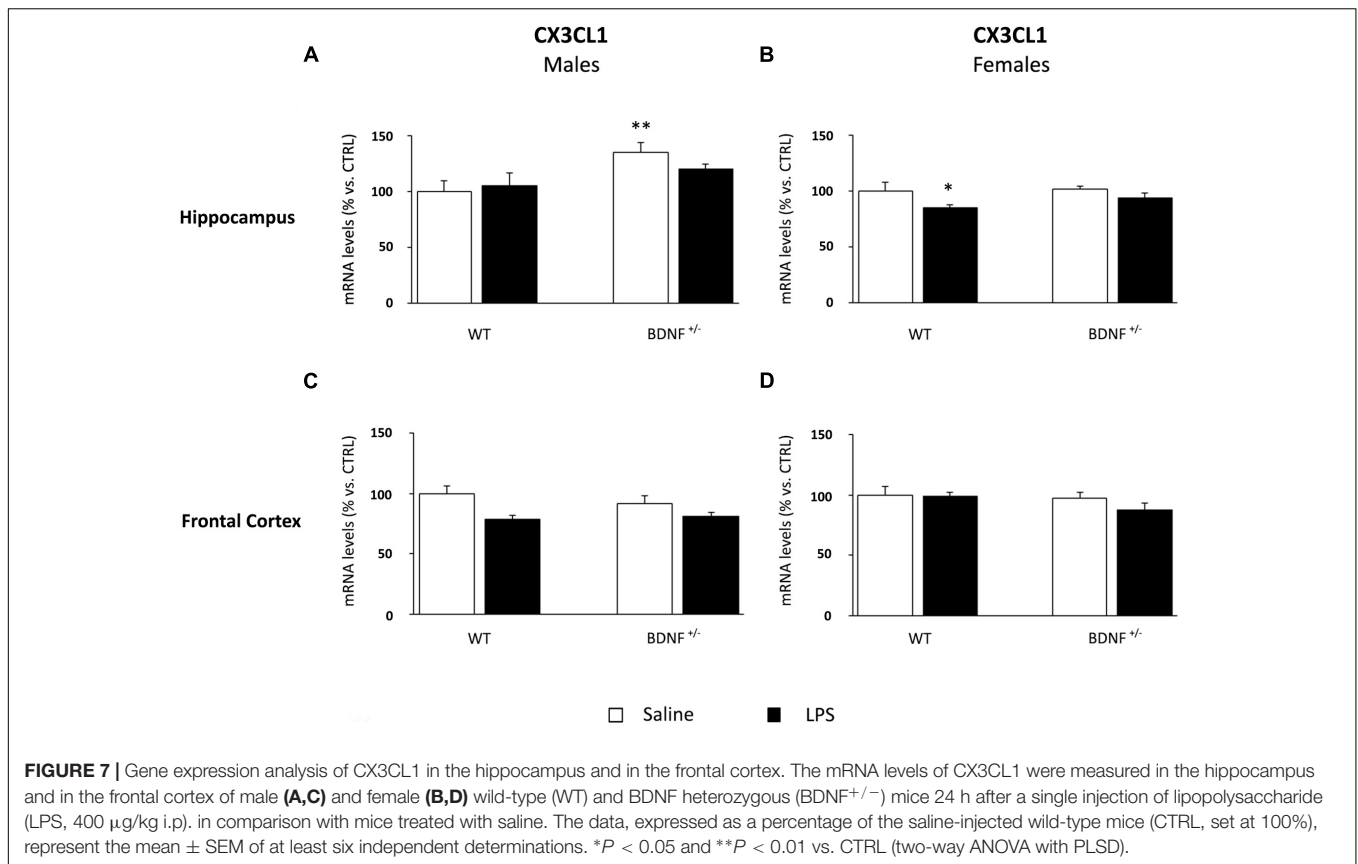 CX3CL1
Males
A
CX3CL1
Females
B
Hippocampus
mRNA levels (% vs. CTRL)
150
100
50
0
**
WT
BDNF +/-
mRNA levels (% vs. CTRL)
150
100
50
0
*
WT
BDNF +/-
C
D
Frontal Cortex
mRNA levels (% vs. CTRL)
150
100
50
0
WT
BDNF +/-
mRNA levels (% vs. CTRL)
150
100
50
0
WT
BDNF +/-
Saline
LPS
FIGURE 7 | Gene expression analysis of CX3CL1 in the hippocampus and in the frontal cortex. The mRNA levels of CX3CL1 were measured in the hippocampus
and in the frontal cortex of male (A,C) and female (B,D) wild-type (WT) and BDNF heterozygous (BDNF+/−) mice 24 h after a single injection of lipopolysaccharide
(LPS, 400 μg/kg i.p). in comparison with mice treated with saline. The data, expressed as a percentage of the saline-injected wild-type mice (CTRL, set at 100%),
represent the mean ± SEM of at least six independent determinations. *P < 0.05 and **P < 0.01 vs. CTRL (two-way ANOVA with PLSD).